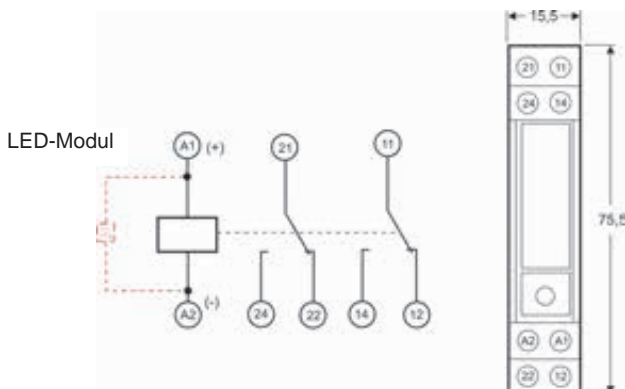 15,5
21 11
24 14
LED-Modul
A1 (+) 21 11
75,5
A2 (-) 24 22 14 12
A2 A1
22 12